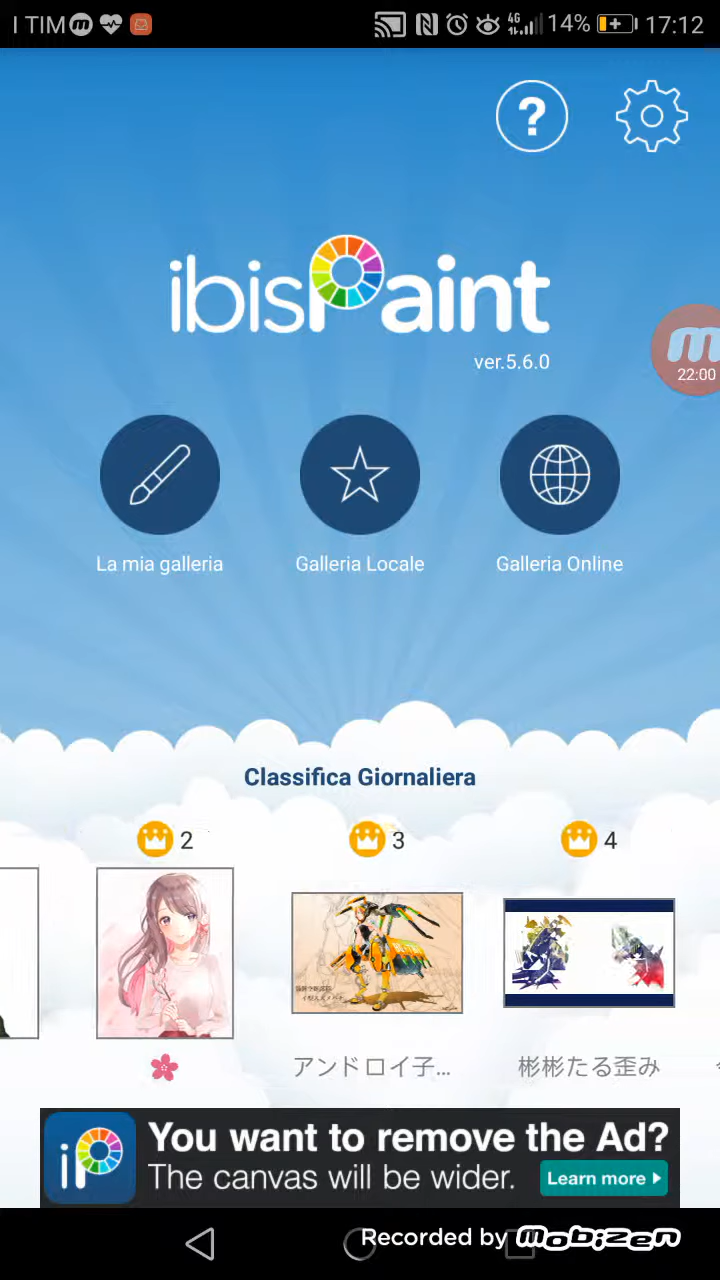 I TIM
4G
14%
17:12
?
ibisPaint
ver.5.6.0
m
22:00
La mia galleria
Galleria Locale
Galleria Online
Classifica Giornaliera
2
3
4
アンドロイ子...
彬彬たる歪み
iP
You want to remove the Ad?
The canvas will be wider.
Learn more
Recorded by mobizen